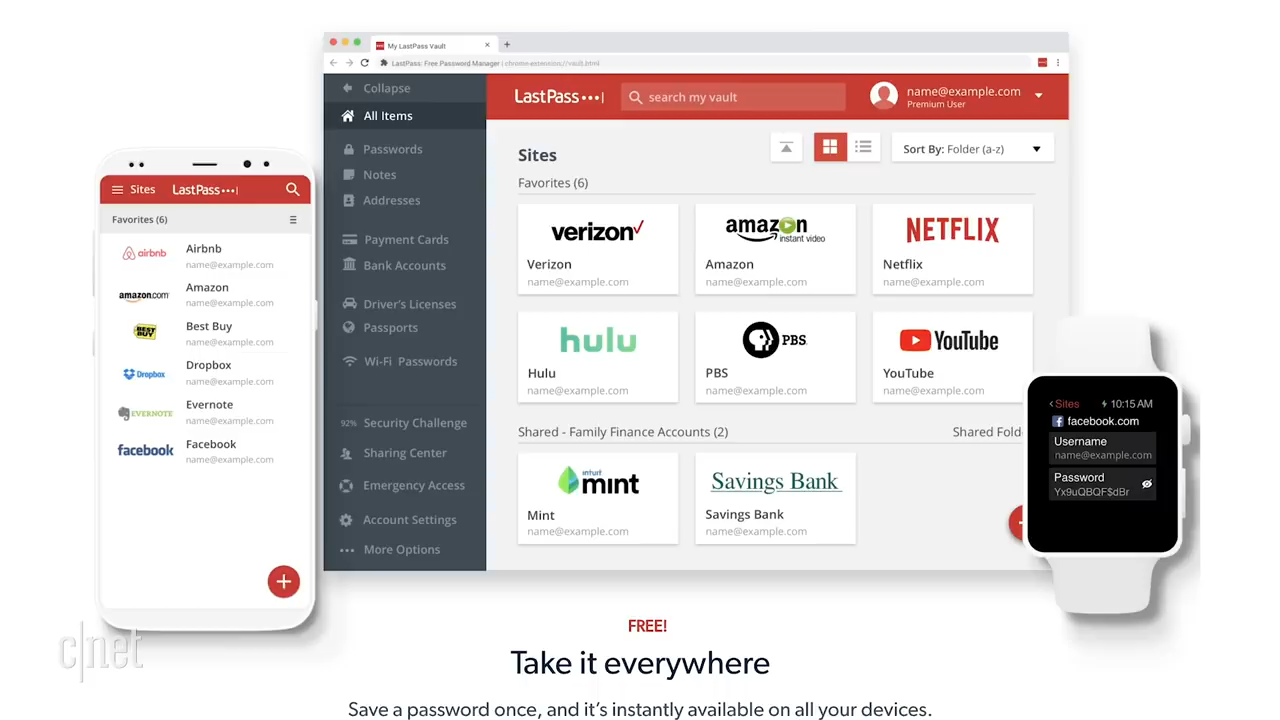 My LastPass Vault
LastPass: Free Password Manager | chrome-extension://vault.html
Collapse
All Items
Passwords
Notes
Addresses
Payment Cards
Bank Accounts
Driver's Licenses
Passports
Wi-Fi Passwords
92% Security Challenge
Sharing Center
Emergency Access
Account Settings
More Options
LastPass•••|
search my vault
name@example.com
Premium User
Sites
Sort By: Folder (a-z)
Favorites (6)
verizon
Verizon
name@example.com
amazon
instant video
Amazon
name@example.com
NETFLIX
Netflix
name@example.com
hulu
Hulu
name@example.com
PBS
PBS
name@example.com
YouTube
YouTube
name@example.com
Shared - Family Finance Accounts (2)
Shared Fold
intuit
mint
Mint
name@example.com
Savings Bank
Savings Bank
name@example.com
Sites LastPass•••|
Favorites (6)
airbnb
Airbnb
name@example.com
amazon.com
Amazon
name@example.com
BEST BUY
Best Buy
name@example.com
Dropbox
Dropbox
name@example.com
EVERNOTE
Evernote
name@example.com
facebook
Facebook
name@example.com
Sites 10:15 AM
facebook.com
Username
name@example.com
Password
Yx9uQBQF$dBr
FREE!
Take it everywhere
Save a password once, and it's instantly available on all your devices.
c|net